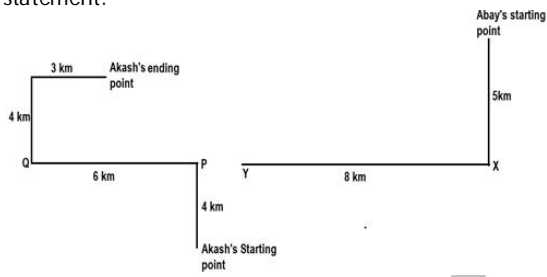 statement.
Abay's starting
point
3 km
Akash's ending
point
4 km
5km
Q
P
Y
X
6 km
8 km
4 km
Akash's Starting
point